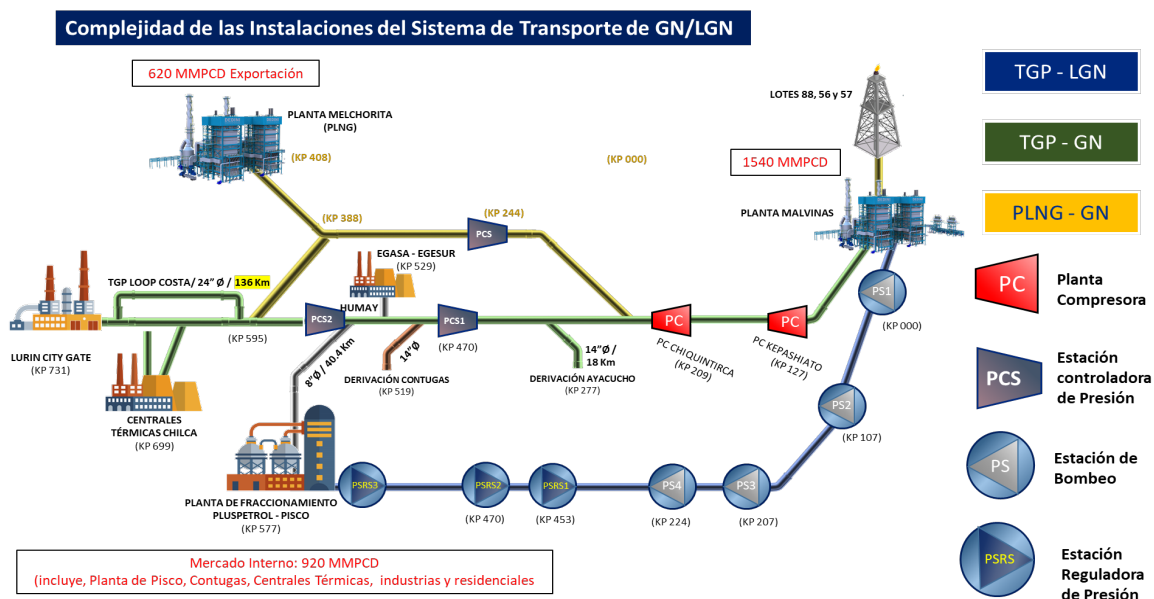 Complejidad de las Instalaciones del Sistema de Transporte de GN/LGN
620 MMPCD Exportación
PLANTA MELCHORITA
(PLNG)
(KP 408)
(KP 000)
LOTES 88, 56 y 57
1540 MMPCD
PLANTA MALVINAS
TGP - LGN
TGP - GN
PLNG - GN
(KP 388)
(KP 244)
PCS
EGASA - EGESUR
(KP 529)
TGP LOOP COSTA/ 24" Ø / 136 Km
HUMAY
PCS2
PCS1
PC
PC
PS1
(KP 000)
PC
Planta
Compresora
LURIN CITY GATE
(KP 731)
(KP 595)
8"Ø / 40.4 Km
14"Ø
(KP 470)
DERIVACIÓN CONTUGAS
(KP 519)
14"Ø /
18 Km
DERIVACIÓN AYACUCHO
(KP 277)
PC CHIQUINTIRCA
(KP 209)
PC KEPASHIATO
(KP 127)
PCS
Estación
controladora
de Presión
CENTRALES
TÉRMICAS CHILCA
(KP 699)
PS2
(KP 107)
PS
Estación de
Bombeo
PSRS3
PSRS2
PSRS1
PS4
PS3
(KP 470)
(KP 453)
(KP 224)
(KP 207)
PLANTA DE FRACCIONAMIENTO
PLUSPETROL - PISCO
(KP 577)
PSRS
Estación
Reguladora
de Presión
Mercado Interno: 920 MMPCD
(incluye, Planta de Pisco, Contugas, Centrales Térmicas, industrias y residenciales